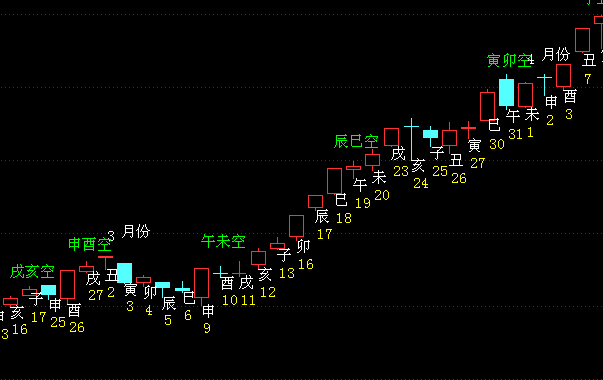 寅卯空
4 月份
丑
7
申
2
酉
3
午
31
未
1
巳
30
辰巳空
寅
27
丑
26
子
25
亥
24
戌
23
未
20
午
19
巳
18
辰
17
3 月份
申酉空
午未空
卯
16
子
13
亥
12
戌
11
酉
10
申
9
戌亥空
戌
27
丑
2
寅
3
卯
4
辰
5
巳
6
子
17
申
25
酉
26
亥
16
3